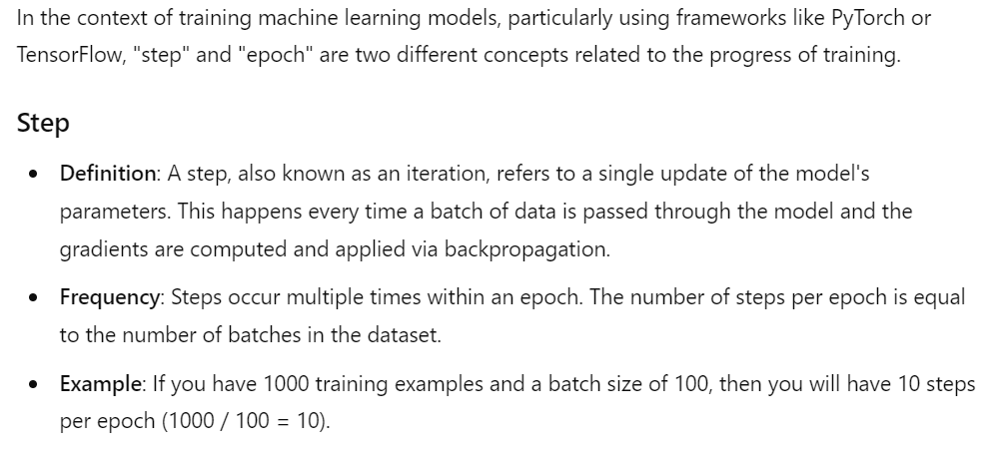 In the context of training machine learning models, particularly using frameworks like PyTorch or
TensorFlow, "step" and "epoch" are two different concepts related to the progress of training.
Step
• Definition: A step, also known as an iteration, refers to a single update of the model's
parameters. This happens every time a batch of data is passed through the model and the
gradients are computed and applied via backpropagation.
• Frequency: Steps occur multiple times within an epoch. The number of steps per epoch is equal
to the number of batches in the dataset.
• Example: If you have 1000 training examples and a batch size of 100, then you will have 10 steps
per epoch (1000 / 100 = 10).